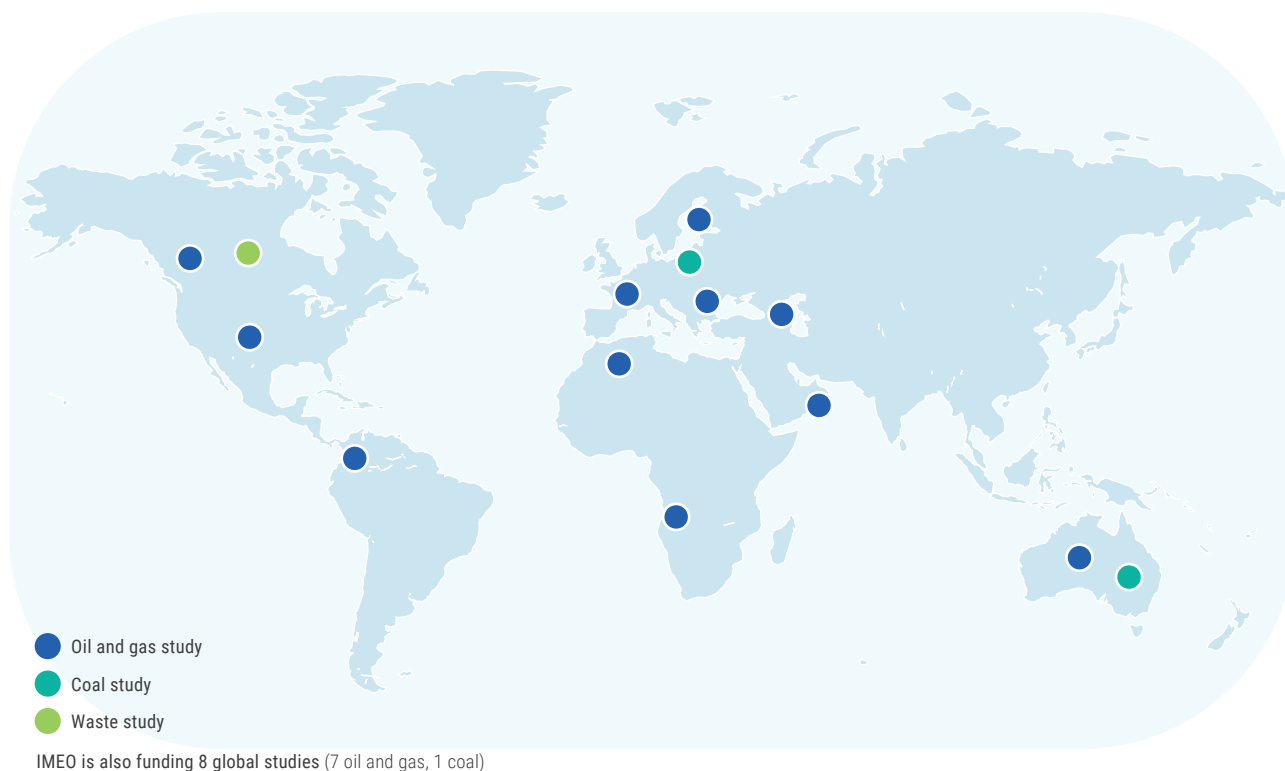 Oil and gas study
Coal study
Waste study
IMEO is also funding 8 global studies (7 oil and gas, 1 coal)